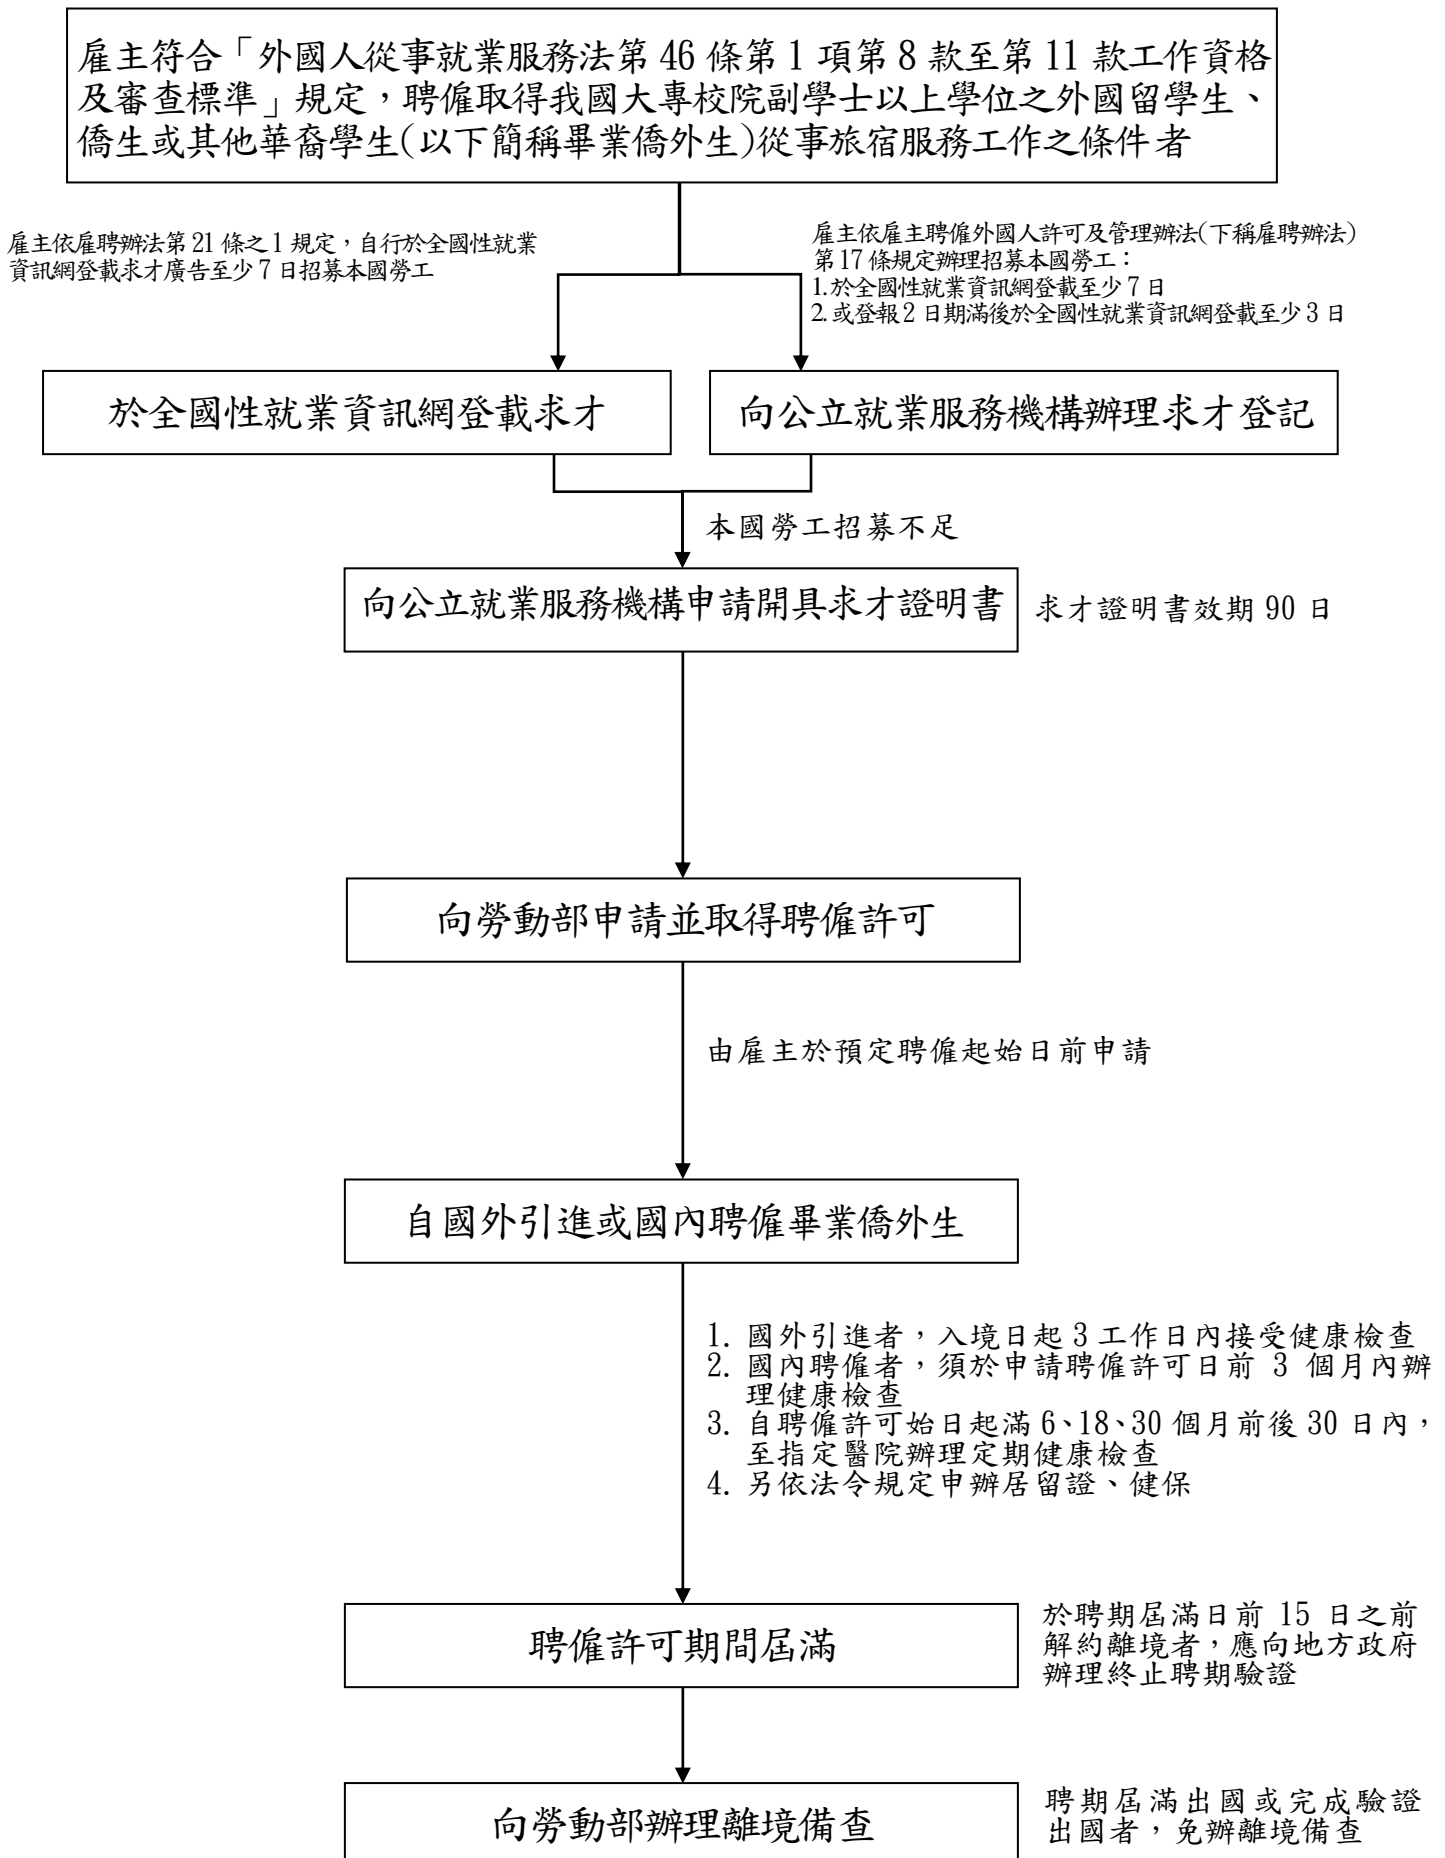 雇主符合「外國人從事就業服務法第 46 條第 1 項第 8 款至第 11 款工作資格
及審查標準」規定，聘僱取得我國大專校院副學士以上學位之外國留學生、
僑生或其他華裔學生(以下簡稱畢業僑外生)從事旅宿服務工作之條件者
雇主依雇聘辦法第 21 條之 1 規定，自行於全國性就業
資訊網登載求才廣告至少 7 日招募本國勞工
雇主依雇主聘僱外國人許可及管理辦法(下稱雇聘辦法)
第 17 條規定辦理招募本國勞工：
1.於全國性就業資訊網登載至少 7 日
2.或登報 2 日期滿後於全國性就業資訊網登載至少 3 日
於全國性就業資訊網登載求才
向公立就業服務機構辦理求才登記
本國勞工招募不足
向公立就業服務機構申請開具求才證明書
求才證明書效期 90 日
向勞動部申請並取得聘僱許可
由雇主於預定聘僱起始日前申請
自國外引進或國內聘僱畢業僑外生
1. 國外引進者，入境日起 3 工作日內接受健康檢查
2. 國內聘僱者，須於申請聘僱許可日前 3 個月內辦
理健康檢查
3. 自聘僱許可始日起滿 6、18、30 個月前後 30 日內，
至指定醫院辦理定期健康檢查
4. 另依法令規定申辦居留證、健保
聘僱許可期間屆滿
於聘期屆滿日前 15 日之前
解約離境者，應向地方政府
辦理終止聘期驗證
向勞動部辦理離境備查
聘期屆滿出國或完成驗證
出國者，免辦離境備查